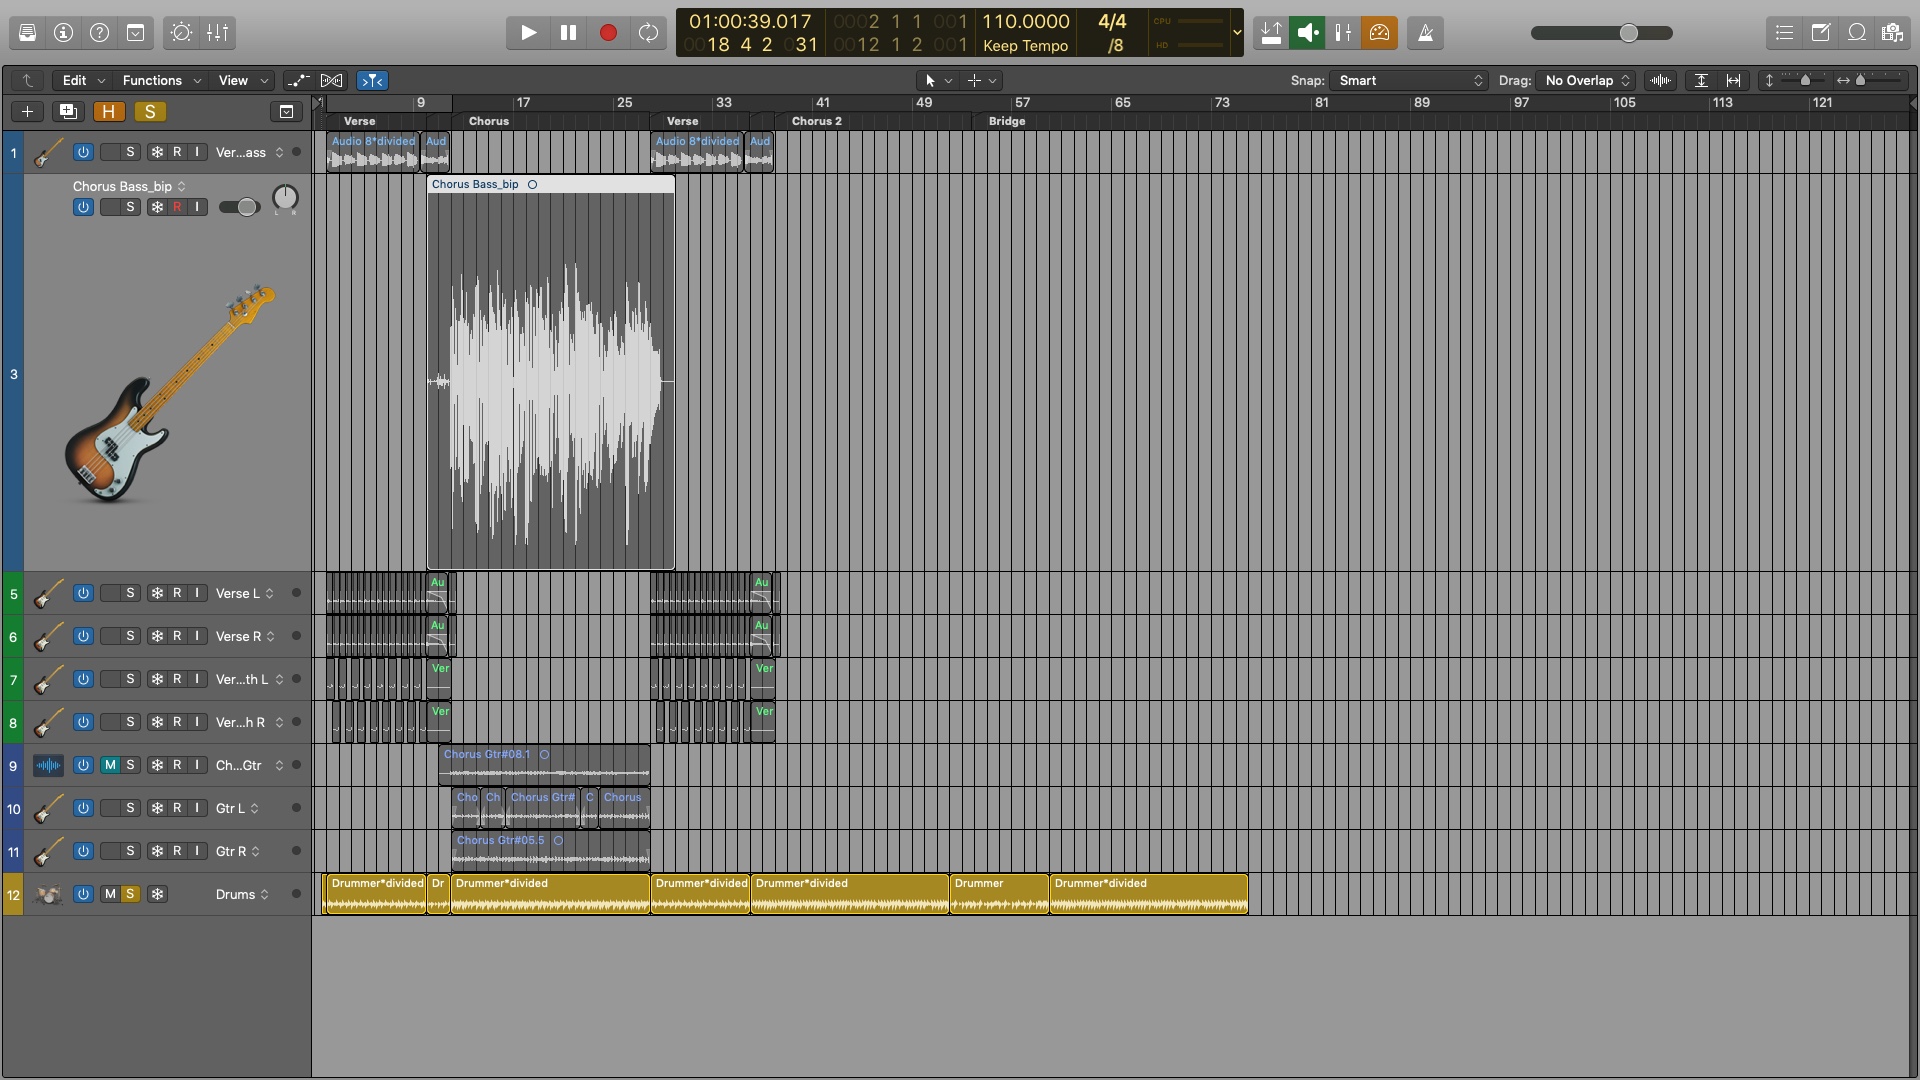 01:00:39.017 0002 1 1 001 110.0000 4/4 CPU
0018 4 2 031 0012 1 2 001 Keep Tempo /8 HD
Edit Functions View Snap: Smart Drag: No Overlap
H S 1 9 17 25 33 41 49 57 65 73 81 89 97 105 113 121
Verse Chorus Verse Chorus 2 Bridge
1 S R I Ver...ass Audio 8*divided Aud Audio 8*divided Aud
Chorus Bass_bip Chorus Bass_bip
S R I L R
3
5 S R I Verse L Au Au
6 S R I Verse R Au Au
7 S R I Ver...th L Ver Ver
8 S R I Ver...h R Ver Ver
9 M S R I Ch...Gtr Chorus Gtr#08.1
10 S R I Gtr L Cho Ch Chorus Gtr# C Chorus
11 S R I Gtr R Chorus Gtr#05.5
12 M S Drums Drummer*divided Dr Drummer*divided Drummer*divided Drummer*divided Drummer Drummer*divided